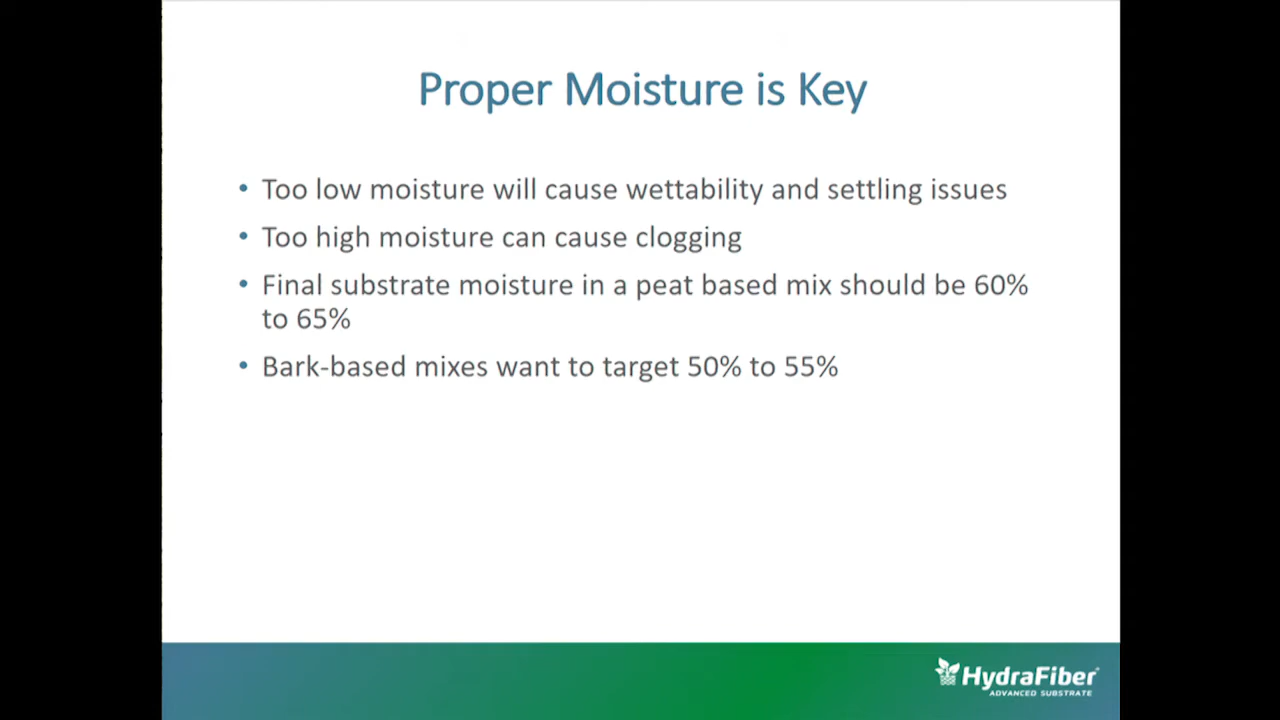 Proper Moisture is Key
• Too low moisture will cause wettability and settling issues
• Too high moisture can cause clogging
• Final substrate moisture in a peat based mix should be 60%
to 65%
• Bark-based mixes want to target 50% to 55%
HydraFiber®
ADVANCED SUBSTRATE